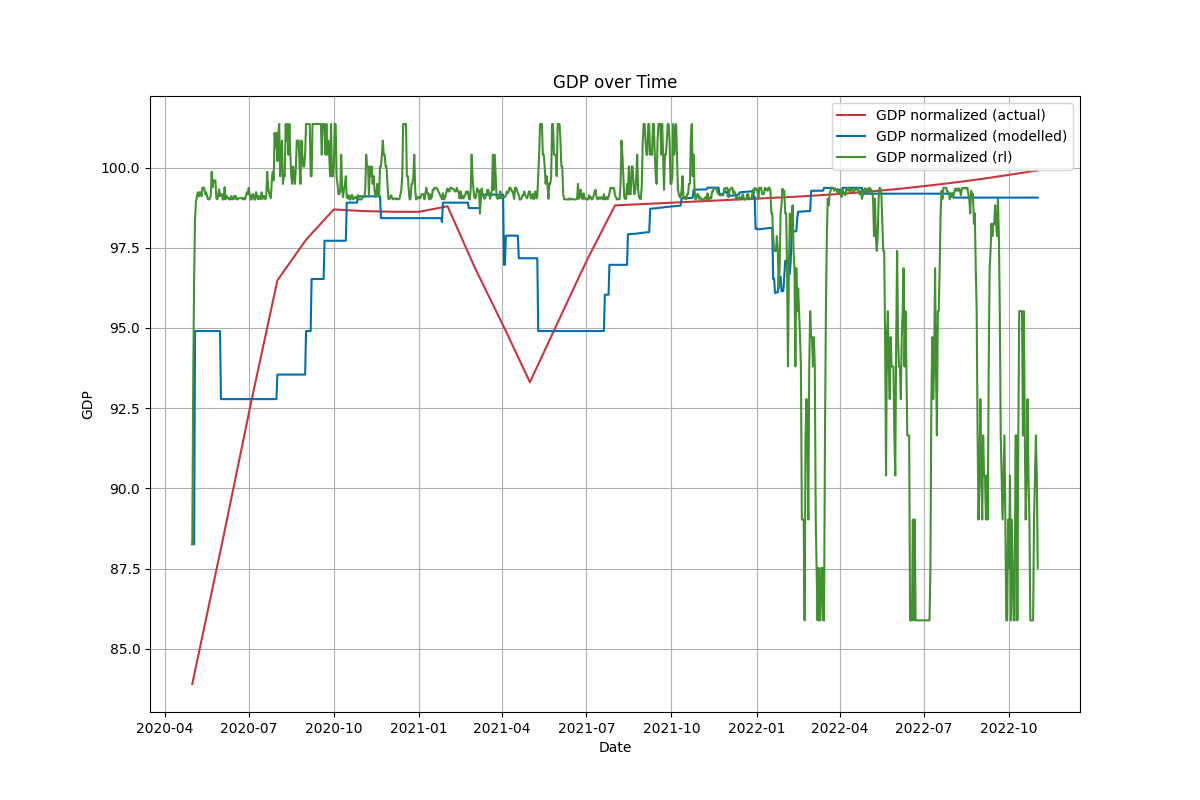 GDP over Time
GDP normalized (actual)
GDP normalized (modelled)
GDP normalized (rl)
100.0
97.5
95.0
92.5
90.0
87.5
85.0
GDP
2020-04 2020-07 2020-10 2021-01 2021-04 2021-07 2021-10 2022-01 2022-04 2022-07 2022-10
Date